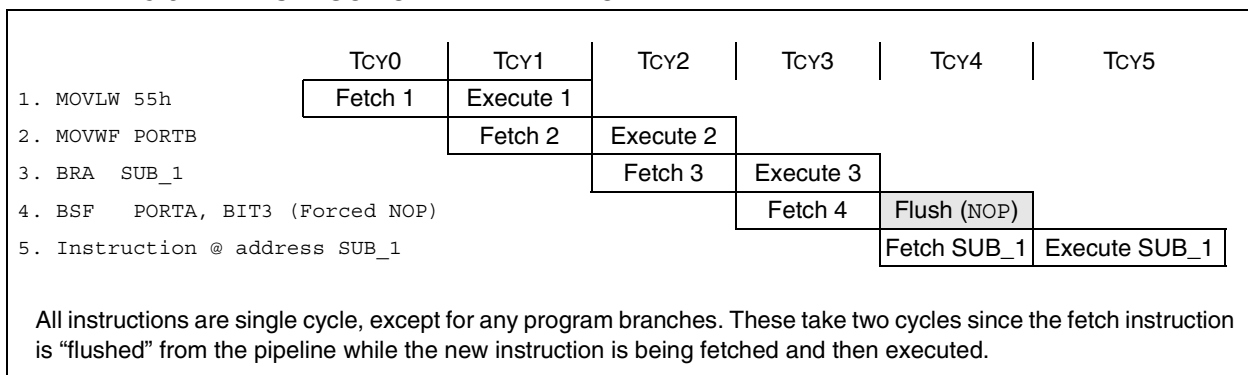 TCY0 TCY1 TCY2 TCY3 TCY4 TCY5
1. MOVLW 55h Fetch 1 Execute 1
2. MOVWF PORTB Fetch 2 Execute 2
3. BRA SUB_1 Fetch 3 Execute 3
4. BSF PORTA, BIT3 (Forced NOP) Fetch 4 Flush (NOP)
5. Instruction @ address SUB_1 Fetch SUB_1 Execute SUB_1
All instructions are single cycle, except for any program branches. These take two cycles since the fetch instruction
is “flushed” from the pipeline while the new instruction is being fetched and then executed.